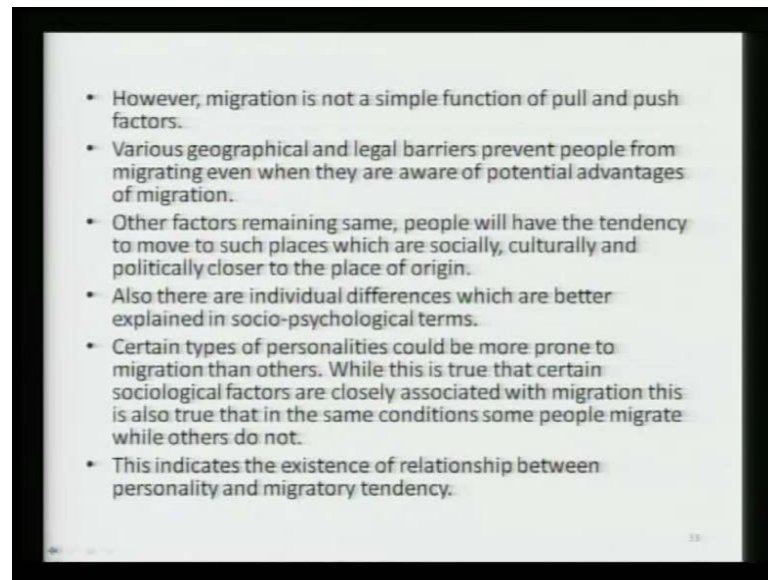 • However, migration is not a simple function of pull and push
factors.
• Various geographical and legal barriers prevent people from
migrating even when they are aware of potential advantages
of migration.
• Other factors remaining same, people will have the tendency
to move to such places which are socially, culturally and
politically closer to the place of origin.
• Also there are individual differences which are better
explained in socio-psychological terms.
• Certain types of personalities could be more prone to
migration than others. While this is true that certain
sociological factors are closely associated with migration this
is also true that in the same conditions some people migrate
while others do not.
• This indicates the existence of relationship between
personality and migratory tendency.